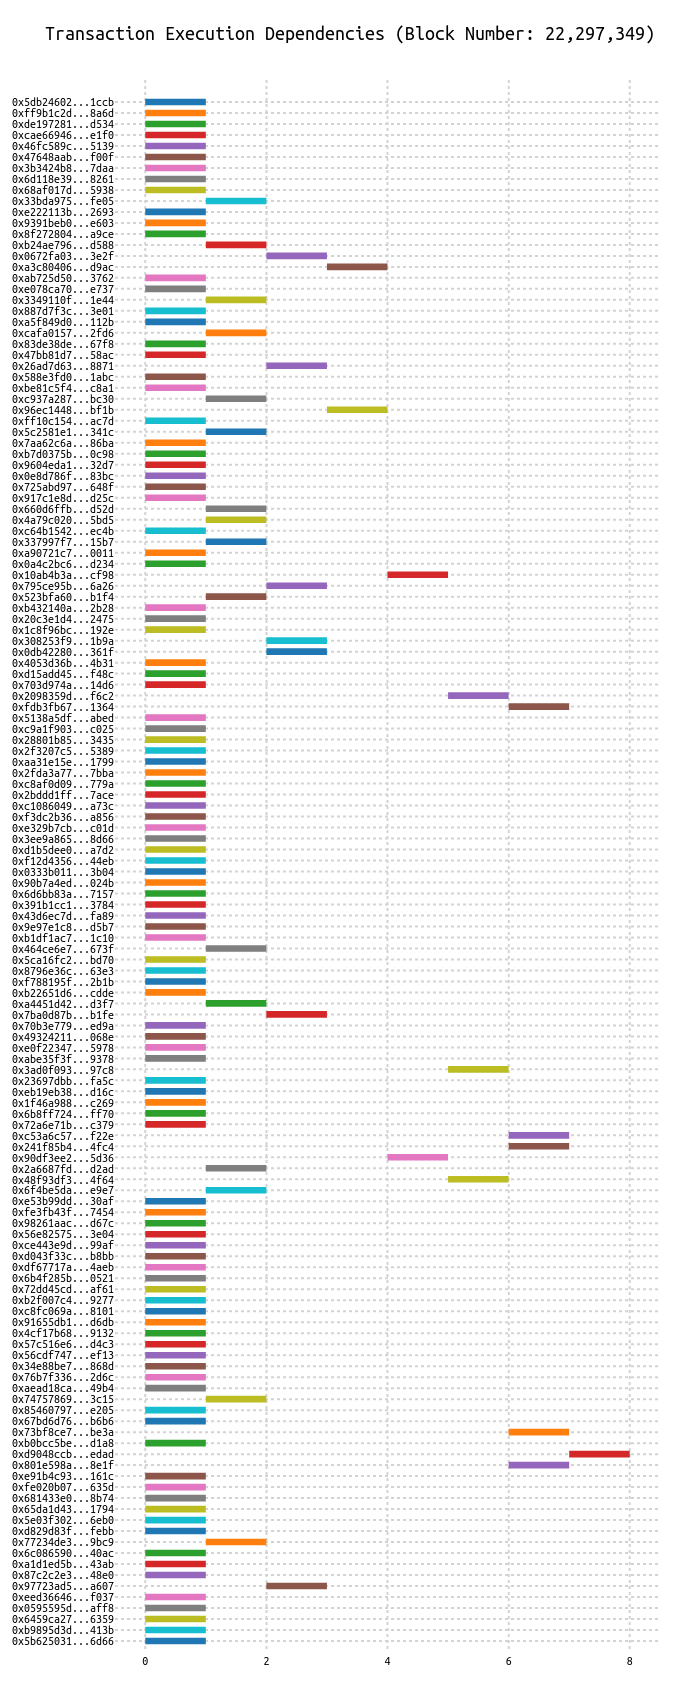 Transaction Execution Dependencies (Block Number: 22,297,349)
0x5db24602...1ccb
0xff9b1c2d...8a6d
0xde197281...d534
0xcae66946...e1f0
0x46fc589c...5139
0x47648aab...f00f
0x3b3424b8...7daa
0x6d118e39...8261
0x68af017d...5938
0x33bda975...fe05
0xe222113b...2693
0x9391beb0...e603
0x8f272804...a9ce
0xb24ae796...d588
0x0672fa03...3e2f
0xa3c80406...d9ac
0xab725d50...3762
0xe078ca70...e737
0x3349110f...1e44
0x887d7f3c...3e01
0xa5f849d0...112b
0xcafa0157...2fd6
0x83de38de...67f8
0x47bb81d7...58ac
0x26ad7d63...8871
0x588e3fd0...1abc
0xbe81c5f4...c8a1
0xc937a287...bc30
0x96ec1448...bf1b
0xff10c154...ac7d
0x5c2581e1...341c
0x7aa62c6a...86ba
0xb7d0375b...0c98
0x9604eda1...32d7
0x0e8d786f...83bc
0x725abd97...648f
0x917c1e8d...d25c
0x660d6ffb...d52d
0x4a79c020...5bd5
0xc64b1542...ec4b
0x337997f7...15b7
0xa90721c7...0011
0x0a4c2bc6...d234
0x10ab4b3a...cf98
0x795ce95b...6a26
0x523bfa60...b1f4
0xb432140a...2b28
0x20c3e1d4...2475
0x1c8f96bc...192e
0x308253f9...1b9a
0x0db42280...361f
0x4053d36b...4b31
0xd15add45...f48c
0x703d974a...14d6
0x2098359d...f6c2
0xfdb3fb67...1364
0x5138a5df...abed
0xc9a1f903...c025
0x28801b85...3435
0x2f3207c5...5389
0xaa31e15e...1799
0x2fda3a77...7bba
0xc8af0d09...779a
0x2bddd1ff...7ace
0xc1086049...a73c
0xf3dc2b36...a856
0xe329b7cb...c01d
0x3ee9a865...8d66
0xd1b5dee0...a7d2
0xf12d4356...44eb
0x0333b011...3b04
0x90b7a4ed...024b
0x6d6bb83a...7157
0x391b1cc1...3784
0x43d6ec7d...fa89
0x9e97e1c8...d5b7
0xb1df1ac7...1c10
0x464ce6e7...673f
0x5ca16fc2...bd70
0x8796e36c...63e3
0xf788195f...2b1b
0xb22651d6...cdde
0xa4451d42...d3f7
0x7ba0d87b...b1fe
0x70b3e779...ed9a
0x49324211...068e
0xe0f22347...5978
0xabe35f3f...9378
0x3ad0f093...97c8
0x23697dbb...fa5c
0xeb19eb38...d16c
0x1f46a988...c269
0x6b8ff724...ff70
0x72a6e71b...c379
0xc53a6c57...f22e
0x241f85b4...4fc4
0x90df3ee2...5d36
0x2a6687fd...d2ad
0x48f93df3...4f64
0x6f4be5da...e9e7
0xe53b99dd...30af
0xfe3fb43f...7454
0x98261aac...d67c
0x56e82575...3e04
0xce443e9d...99af
0xd043f33c...b8bb
0xdf67717a...4aeb
0x6b4f285b...0521
0x72dd45cd...af61
0xb2f007c4...9277
0xc8fc069a...8101
0x91655db1...d6db
0x4cf17b68...9132
0x57c516e6...d4c3
0x56cdf747...ef13
0x34e88be7...868d
0x76b7f336...2d6c
0xaead18ca...49b4
0x74757869...3c15
0x85460797...e205
0x67bd6d76...b6b6
0x73bf8ce7...be3a
0xb0bcc5be...d1a8
0xd9048ccb...edad
0x801e598a...8e1f
0xe91b4c93...161c
0xfe020b07...635d
0x681433e0...8b74
0x65da1d43...1794
0x5e03f302...6eb0
0xd829d83f...febb
0x77234de3...9bc9
0x6c086590...40ac
0xa1d1ed5b...43ab
0x87c2c2e3...48e0
0x97723ad5...a607
0xeed36646...f037
0x0595595d...aff8
0x6459ca27...6359
0xb9895d3d...413b
0x5b625031...6d66
0 2 4 6 8